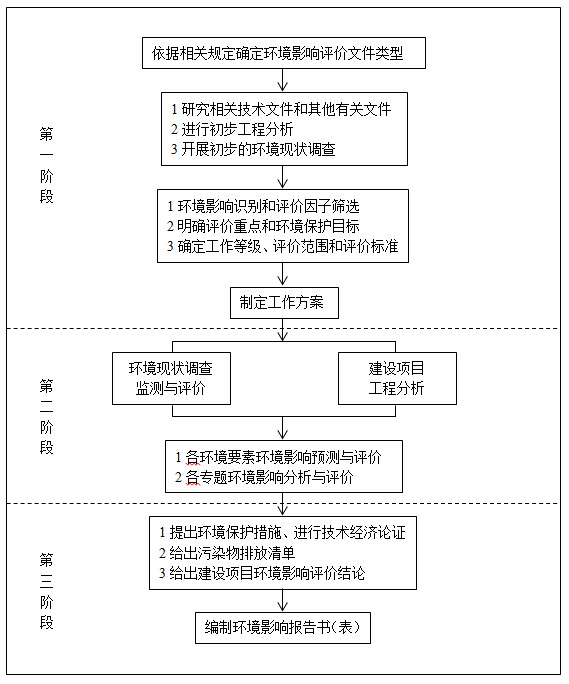 依据相关规定确定环境影响评价文件类型
第一阶段
1 研究相关技术文件和其他有关文件
2 进行初步工程分析
3 开展初步的环境现状调查
1 环境影响识别和评价因子筛选
2 明确评价重点和环境保护目标
3 确定工作等级、评价范围和评价标准
制定工作方案
第二阶段
环境现状调查
监测与评价
建设项目
工程分析
1 各环境要素环境影响预测与评价
2 各专题环境影响分析与评价
第三阶段
1 提出环境保护措施、进行技术经济论证
2 给出污染物排放清单
3 给出建设项目环境影响评价结论
编制环境影响报告书(表)